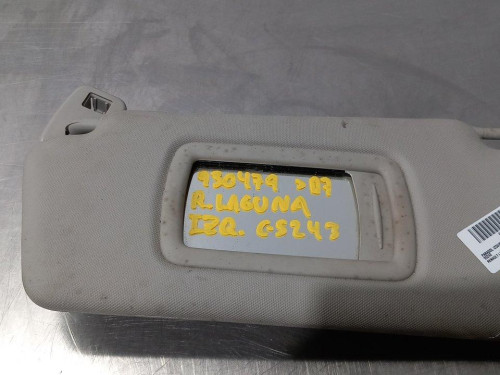 930479 >07
R. LAGUNA
IZQ. GS243